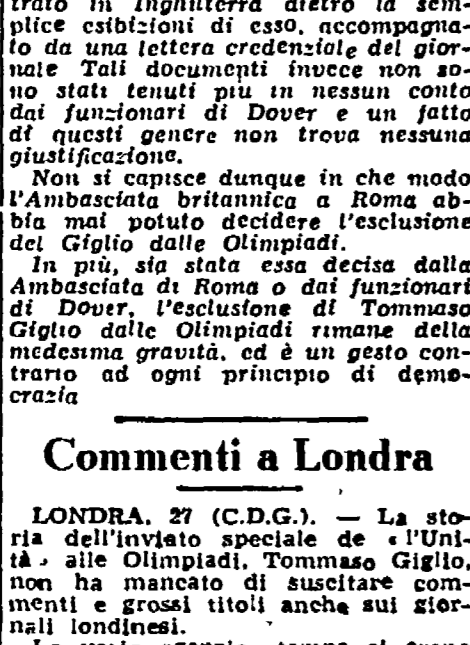 trato in Inghilterra dietro la sem-
plice esibizioni di esso, accompagna-
to da una lettera credenziale del gior-
nale Tali documenti invece non so-
no stati tenuti più in nessun conto
dai funzionari di Dover e un fatto
di questi genere non trova nessuna
giustificazione.
Non si capisce dunque in che modo
l'Ambasciata britannica a Roma ab-
bia mai potuto decidere l'esclusione
del Giglio dalle Olimpiadi.
In più, sia stata essa decisa dalla
Ambasciata di Roma o dai funzionari
di Dover, l'esclusione di Tommaso
Giglio dalle Olimpiadi rimane della
medesima gravità, ed è un gesto con-
trario ad ogni principio di demo-
crazia
Commenti a Londra
LONDRA, 27 (C.D.G.). — La sto-
ria dell'inviato speciale de «l'Uni-
tà» alle Olimpiadi, Tommaso Giglio,
non ha mancato di suscitare com-
menti e grossi titoli anche sui gior-
nali londinesi.